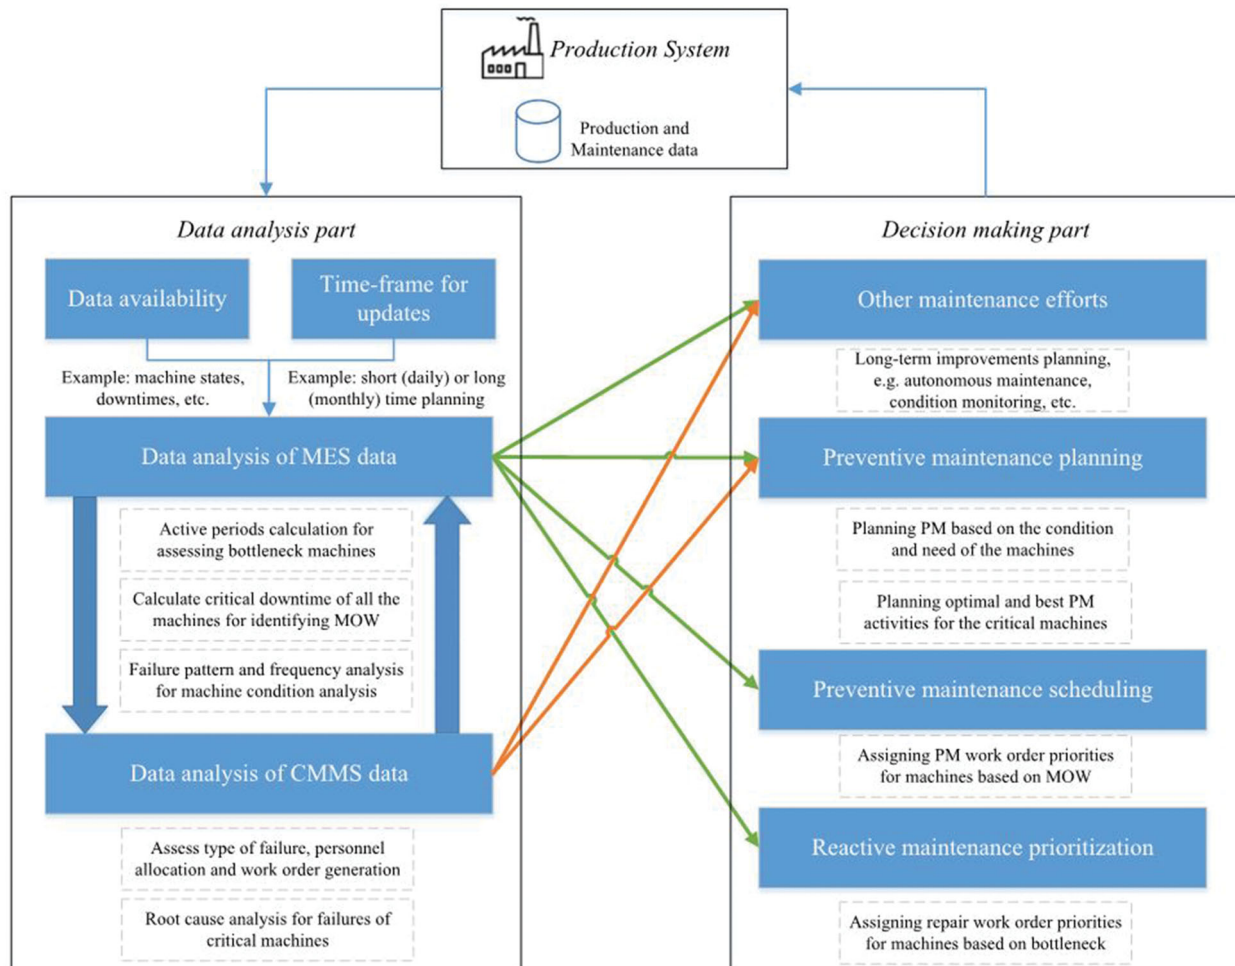 Production System
Production and
Maintenance data
Data analysis part
Data availability
Time-frame for
updates
Example: machine states,
downtimes, etc.
Example: short (daily) or long
(monthly) time planning
Data analysis of MES data
Active periods calculation for
assessing bottleneck machines
Calculate critical downtime of all the
machines for identifying MOW
Failure pattern and frequency analysis
for machine condition analysis
Data analysis of CMMS data
Assess type of failure, personnel
allocation and work order generation
Root cause analysis for failures of
critical machines
Decision making part
Other maintenance efforts
Long-term improvements planning,
e.g. autonomous maintenance,
condition monitoring, etc.
Preventive maintenance planning
Planning PM based on the condition
and need of the machines
Planning optimal and best PM
activities for the critical machines
Preventive maintenance scheduling
Assigning PM work order priorities
for machines based on MOW
Reactive maintenance prioritization
Assigning repair work order priorities
for machines based on bottleneck